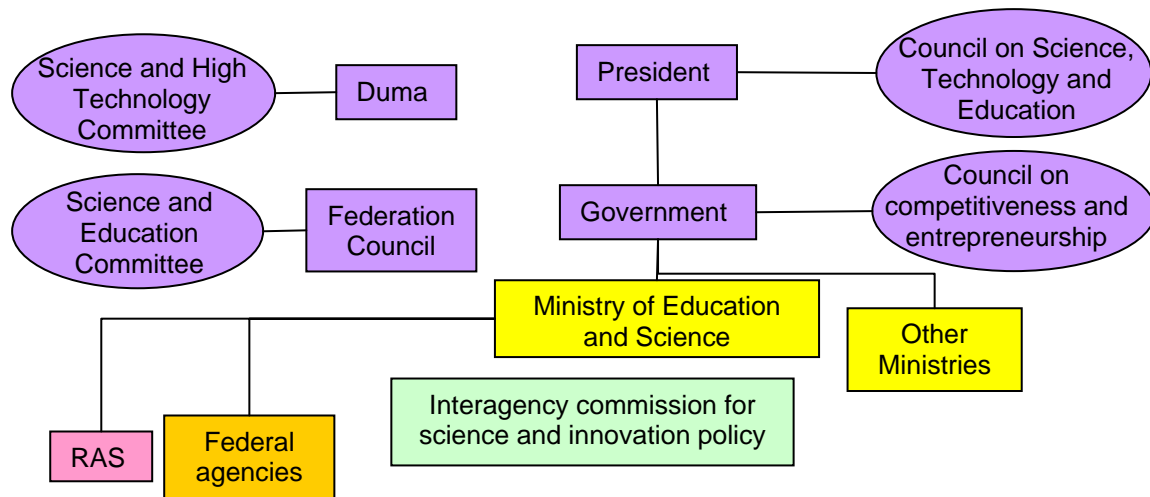 Science and High
Technology
Committee
Duma
President
Council on Science,
Technology and
Education
Science and
Education
Committee
Federation
Council
Government
Council on
competitiveness and
entrepreneurship
Ministry of Education
and Science
Other
Ministries
Interagency commission for
science and innovation policy
RAS
Federal
agencies